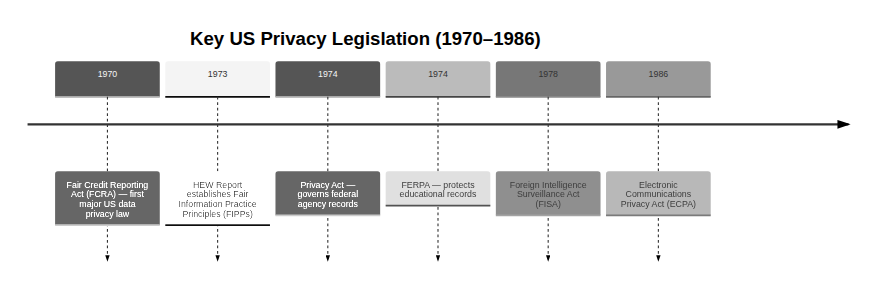 Key US Privacy Legislation (1970–1986)
1970
1973
1974
1974
1978
1986
Fair Credit Reporting
Act (FCRA) — first
major US data
privacy law
HEW Report
establishes Fair
Information Practice
Principles (FIPPs)
Privacy Act —
governs federal
agency records
FERPA — protects
educational records
Foreign Intelligence
Surveillance Act
(FISA)
Electronic
Communications
Privacy Act (ECPA)